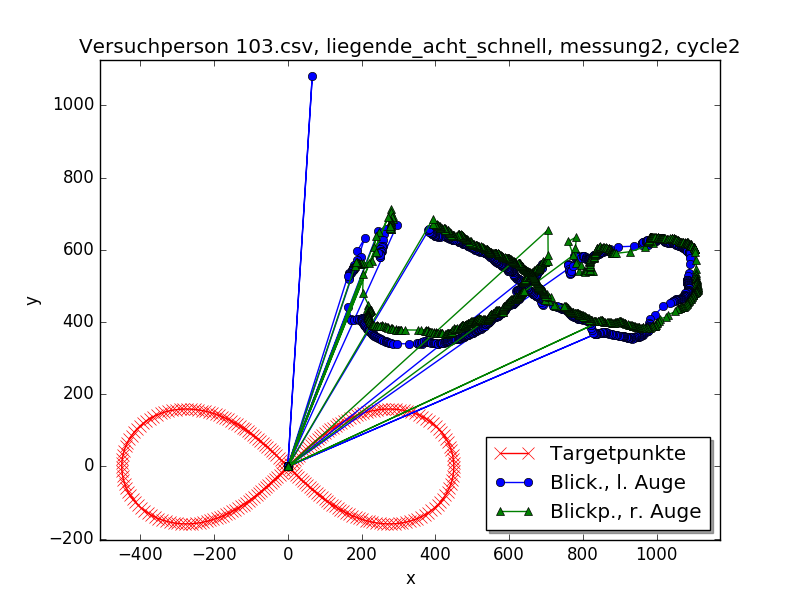 Versuchperson 103.csv, liegende_acht_schnell, messung2, cycle2
1000
800
600
400
200
0
−200
y
−400 −200 0 200 400 600 800 1000
x
Targetpunkte
Blick., l. Auge
Blickp., r. Auge